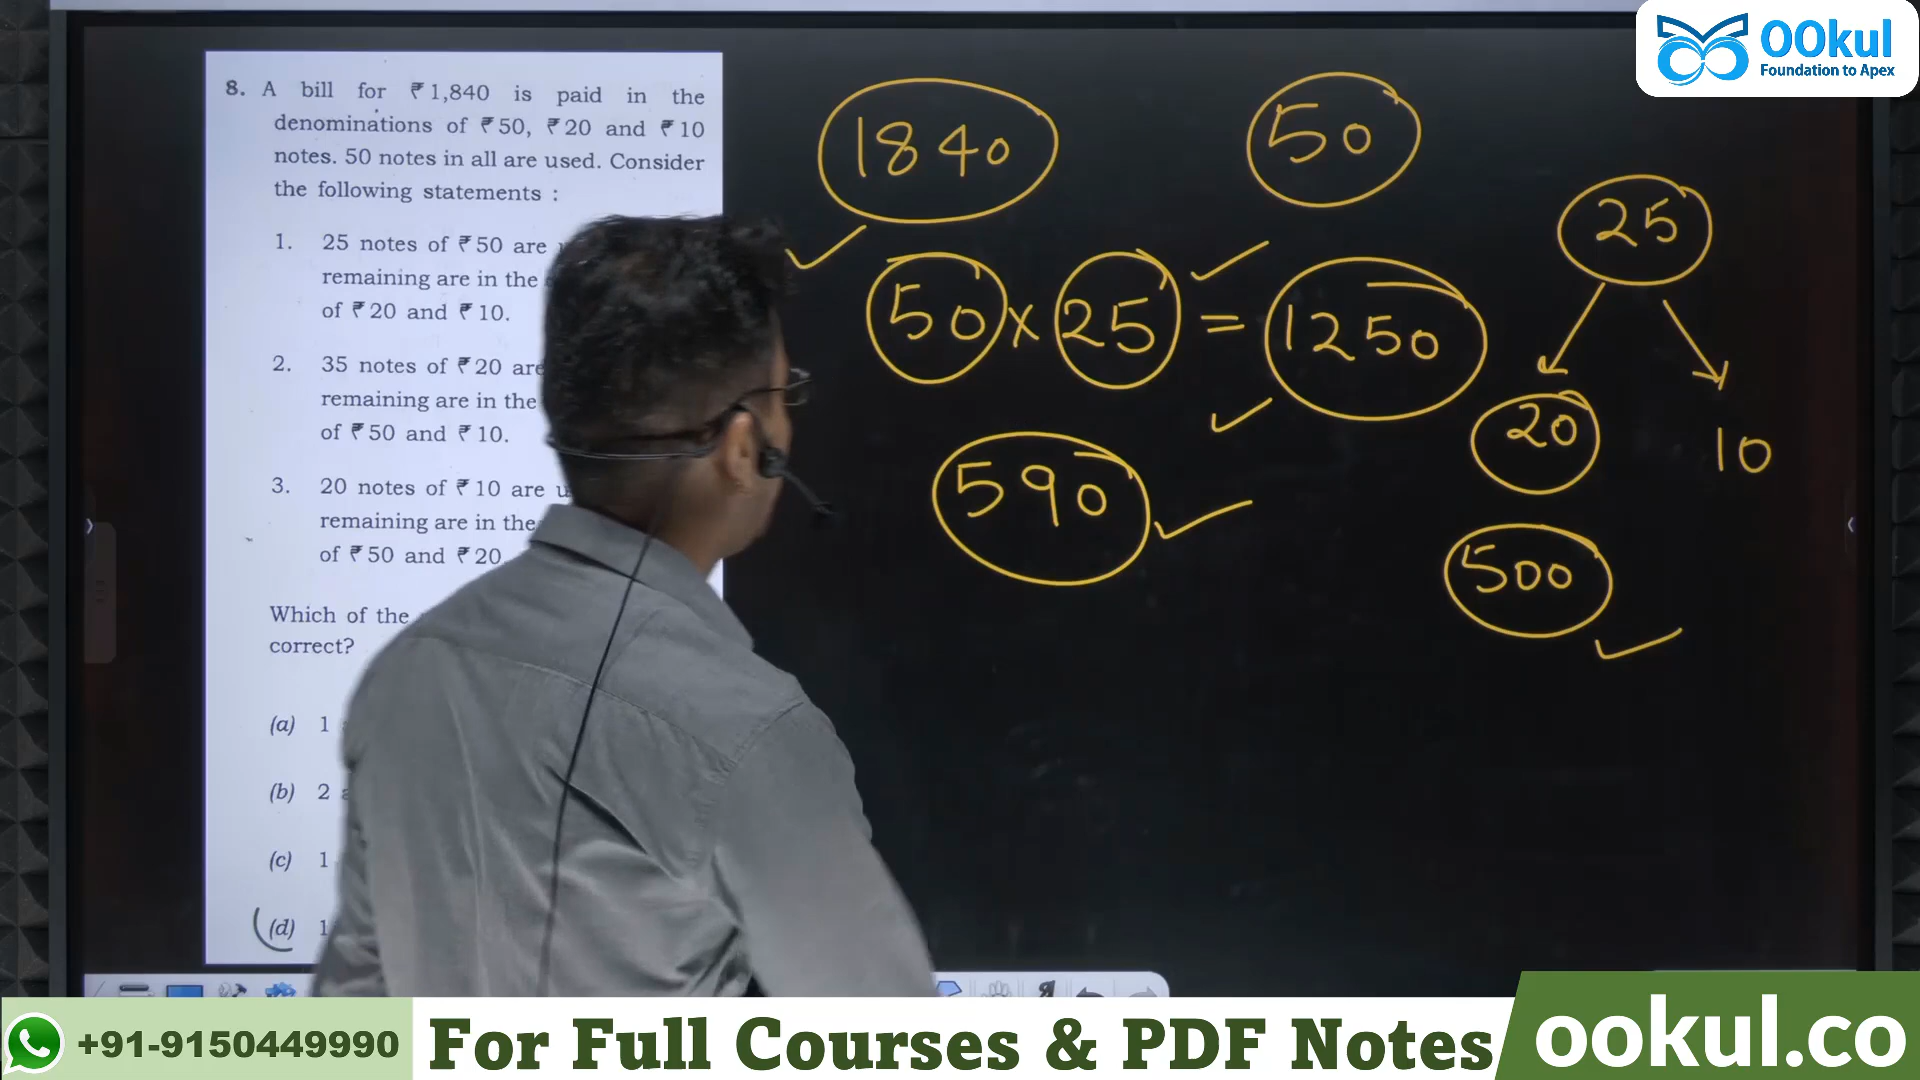 OOkul
Foundation to Apex
8. A bill for ₹1,840 is paid in the
denominations of ₹50, ₹20 and ₹10
notes. 50 notes in all are used. Consider
the following statements :
1. 25 notes of ₹50 are
remaining are in the
of ₹20 and ₹10.
2. 35 notes of ₹20 are
remaining are in the
of ₹50 and ₹10.
3. 20 notes of ₹10 are
remaining are in the
of ₹50 and ₹20
Which of the
correct?
(a) 1
(b) 2
(c) 1
(d) 1
1840
50
50 x 25 = 1250
590
25
20 10
500
+91-9150449990
For Full Courses & PDF Notes
ookul.co